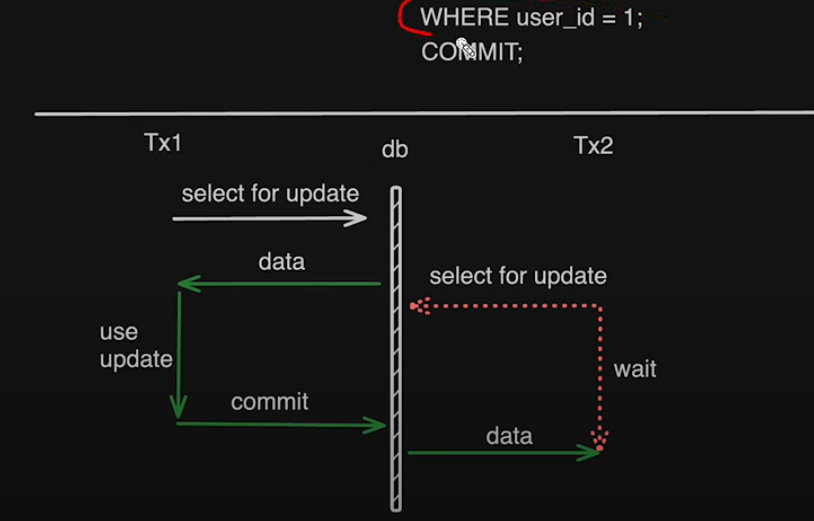 WHERE user_id = 1;
COMMIT;
Tx1
db
Tx2
select for update
data
select for update
use
update
wait
commit
data